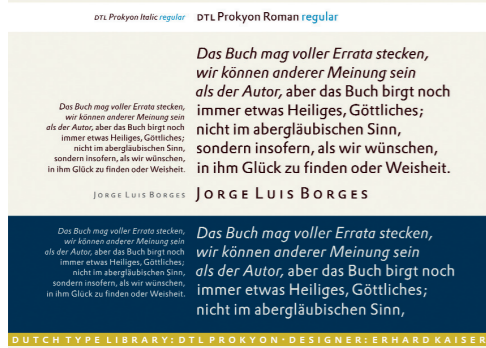 DTL Prokyon Italic regular
DTL Prokyon Roman regular
Das Buch mag voller Errata stecken,
wir können anderer Meinung sein
als der Autor, aber das Buch birgt noch
immer etwas Heiliges, Göttliches;
nicht im abergläubischen Sinn,
sondern insofern, als wir wünschen,
in ihm Glück zu finden oder Weisheit.
Jorge Luis Borges
Das Buch mag voller Errata stecken,
wir können anderer Meinung sein
als der Autor, aber das Buch birgt noch
immer etwas Heiliges, Göttliches;
nicht im abergläubischen Sinn,
sondern insofern, als wir wünschen,
in ihm Glück zu finden oder Weisheit.
Jorge Luis Borges
Das Buch mag voller Errata stecken,
wir können anderer Meinung sein
als der Autor, aber das Buch birgt noch
immer etwas Heiliges, Göttliches;
nicht im abergläubischen Sinn,
sondern insofern, als wir wünschen,
in ihm Glück zu finden oder Weisheit.
Das Buch mag voller Errata stecken,
wir können anderer Meinung sein
als der Autor, aber das Buch birgt noch
immer etwas Heiliges, Göttliches;
nicht im abergläubischen Sinn,
DUTCH TYPE LIBRARY: DTL PROKYON · DESIGNER: ERHARD KAISER